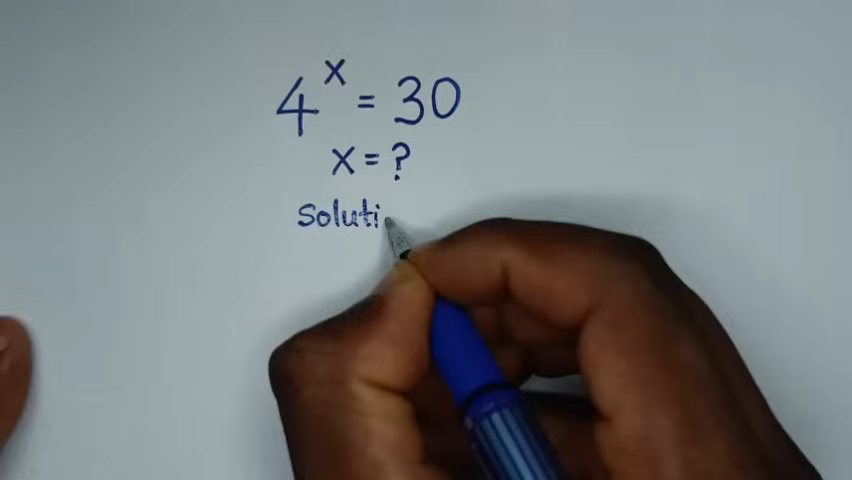 4^x = 30
x = ?
Soluti